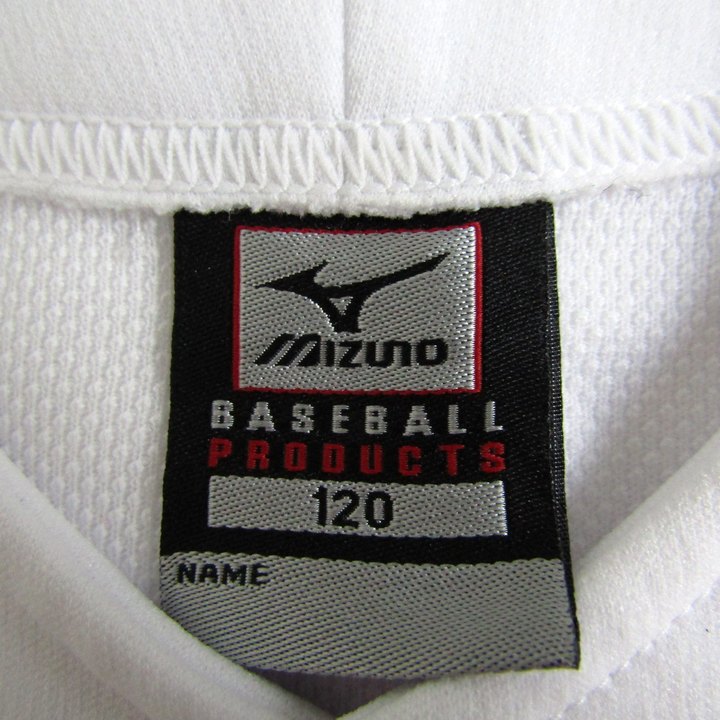 MIZUNO
BASEBALL
PRODUCTS
120
NAME